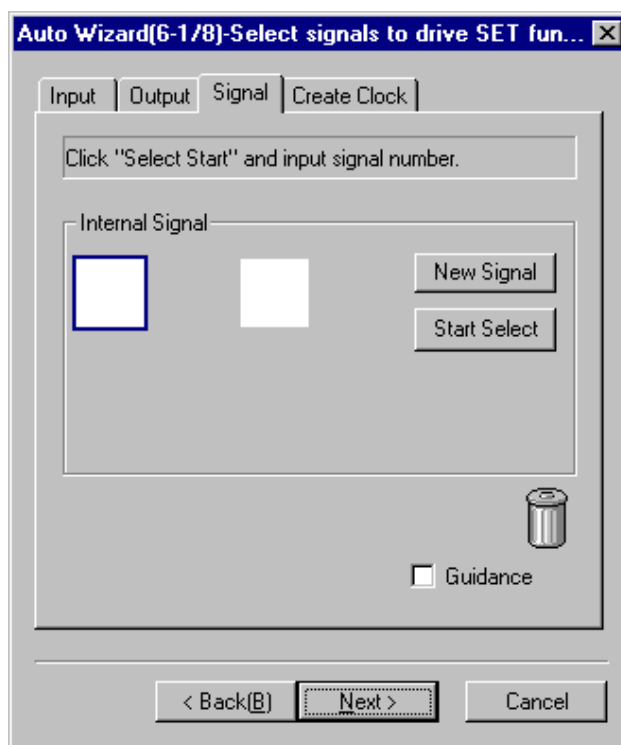 Auto Wizard(6-1/8)-Select signals to drive SET fun...
Input Output Signal Create Clock
Click "Select Start" and input signal number.
Internal Signal
New Signal
Start Select
Guidance
< Back(B) Next > Cancel